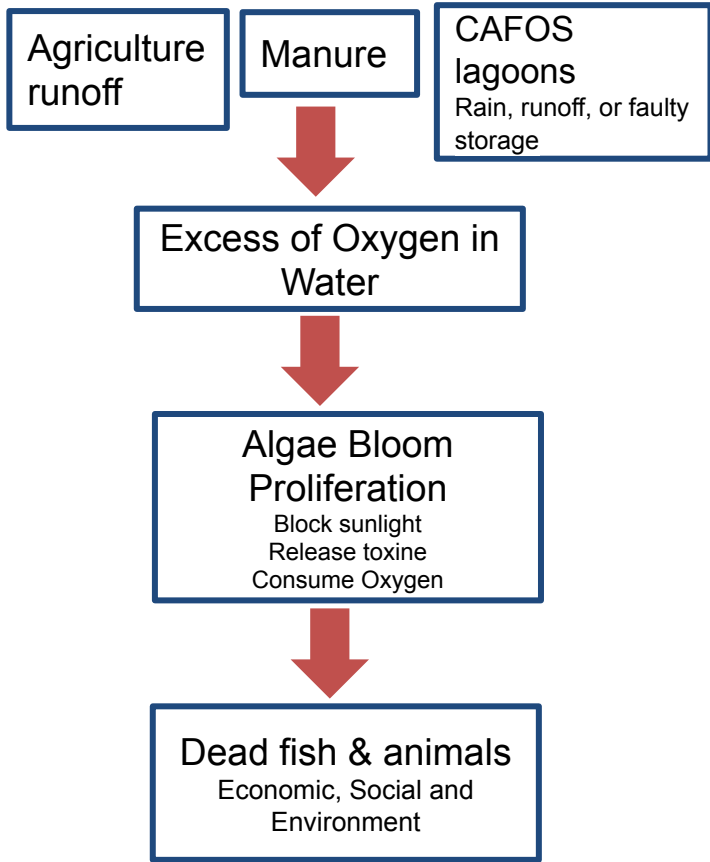 Agriculture
runoff
Manure
CAFOS
lagoons
Rain, runoff, or faulty
storage
Excess of Oxygen in
Water
Algae Bloom
Proliferation
Block sunlight
Release toxine
Consume Oxygen
Dead fish & animals
Economic, Social and
Environment